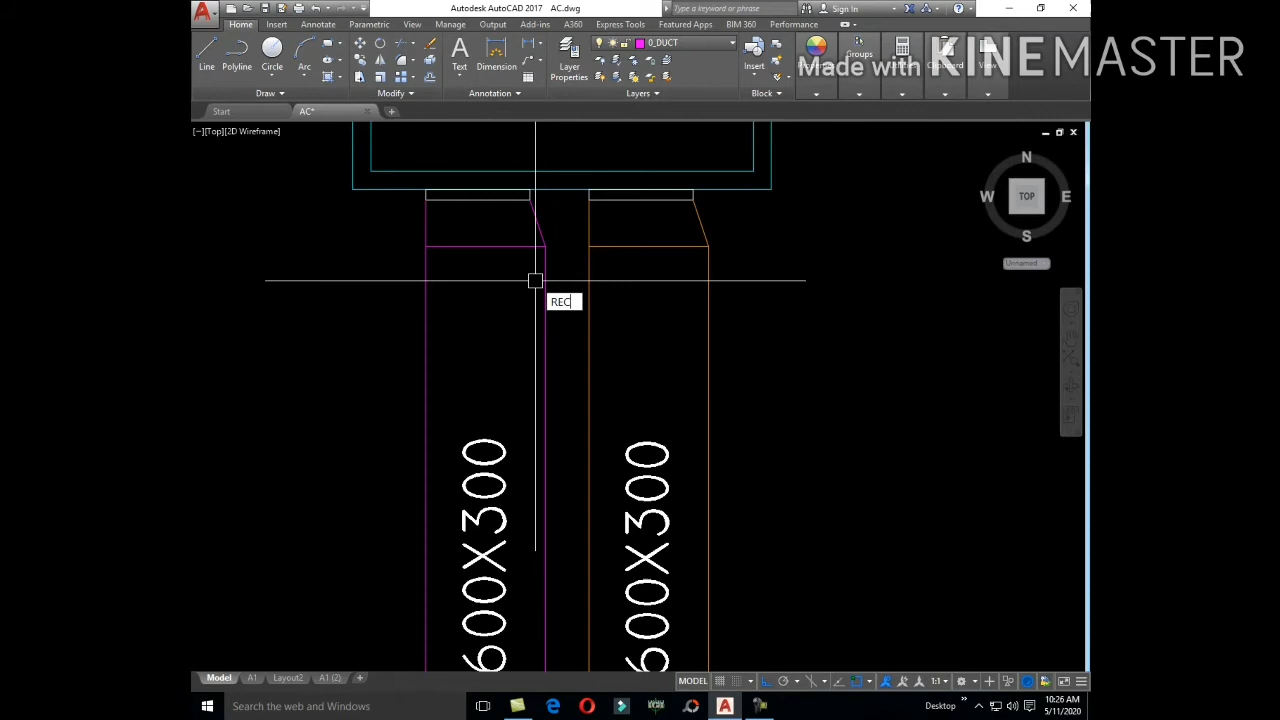 Autodesk AutoCAD 2017 AC.dwg
Type a keyword or phrase
Sign In
Home Insert Annotate Parametric View Manage Output Add-ins A360 Express Tools Featured Apps BIM 360 Performance
Line Polyline Circle Arc
Text Dimension
Layer Properties
0_DUCT
Insert
Groups
Made with KINEMASTER
Draw Modify Annotation Layers Block
Start AC*
[−][Top][2D Wireframe]
N
W TOP E
S
Unnamed
REC
600X300
600X300
Model A1 Layout2 A1 (2)
MODEL 1:1
Search the web and Windows
Desktop
10:26 AM
5/11/2020